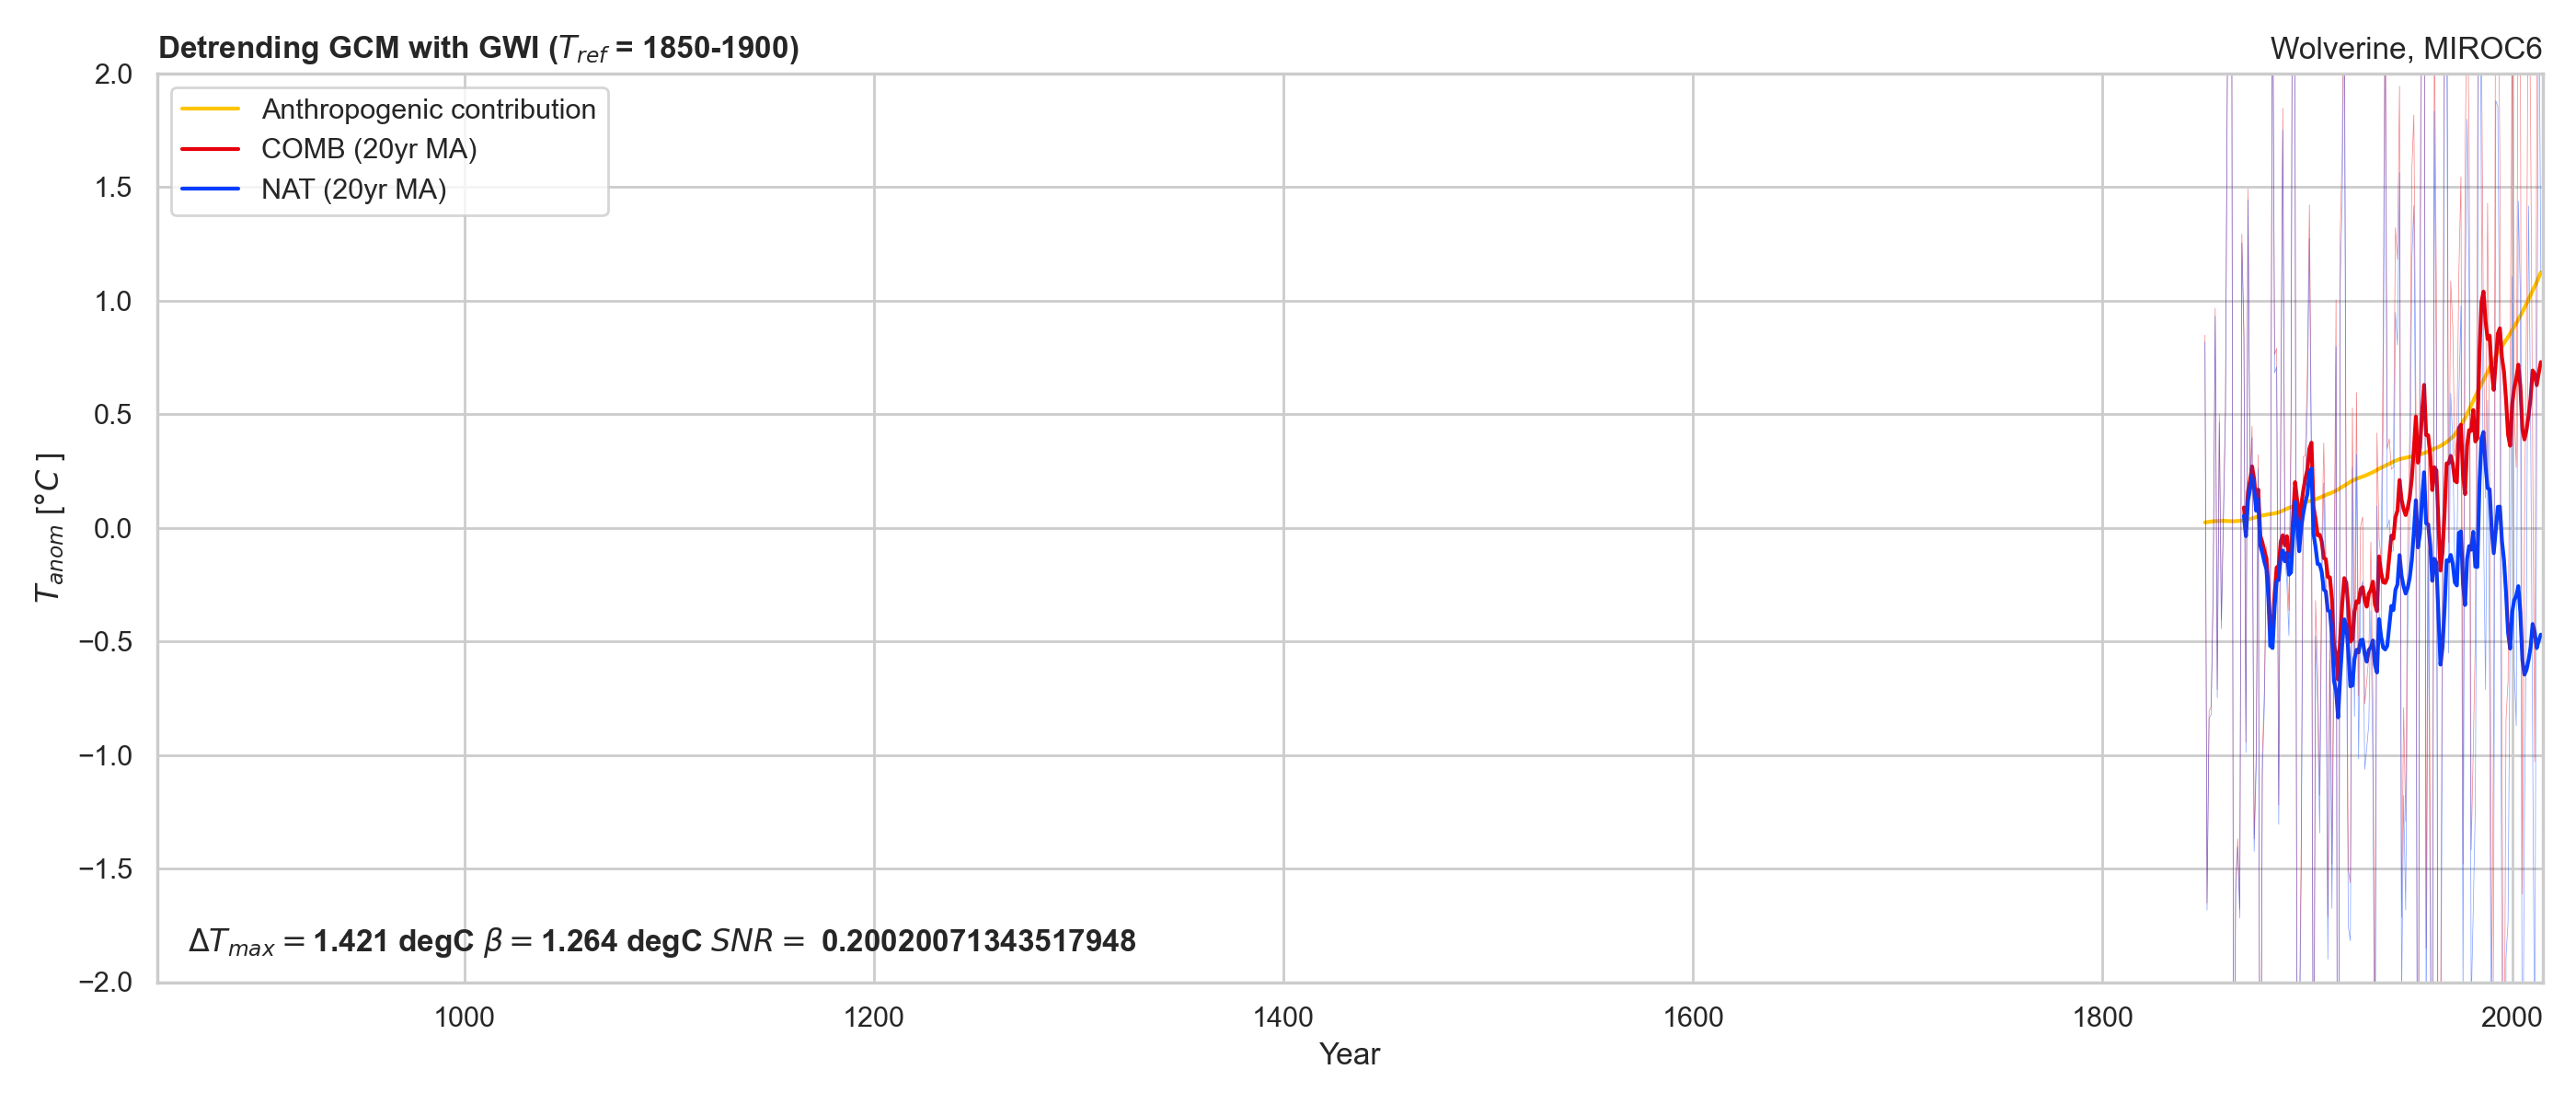 Detrending GCM with GWI (T_ref = 1850-1900)
Wolverine, MIROC6
2.0
1.5
1.0
0.5
0.0
−0.5
−1.0
−1.5
−2.0
T_anom [°C ]
Anthropogenic contribution
COMB (20yr MA)
NAT (20yr MA)
ΔT_max = 1.421 degC β = 1.264 degC SNR = 0.20020071343517948
1000 1200 1400 1600 1800 2000
Year